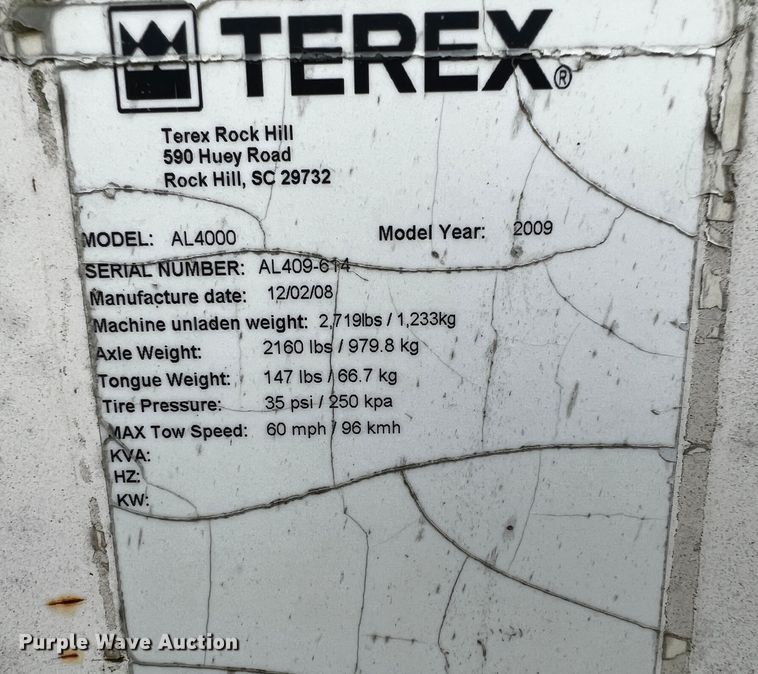 TEREX®
Terex Rock Hill
590 Huey Road
Rock Hill, SC 29732
MODEL: AL4000 Model Year: 2009
SERIAL NUMBER: AL409-614
Manufacture date: 12/02/08
Machine unladen weight: 2,719lbs / 1,233kg
Axle Weight: 2160 lbs / 979.8 kg
Tongue Weight: 147 lbs / 66.7 kg
Tire Pressure: 35 psi / 250 kpa
MAX Tow Speed: 60 mph / 96 kmh
KVA:
HZ:
KW:
Purple Wave Auction